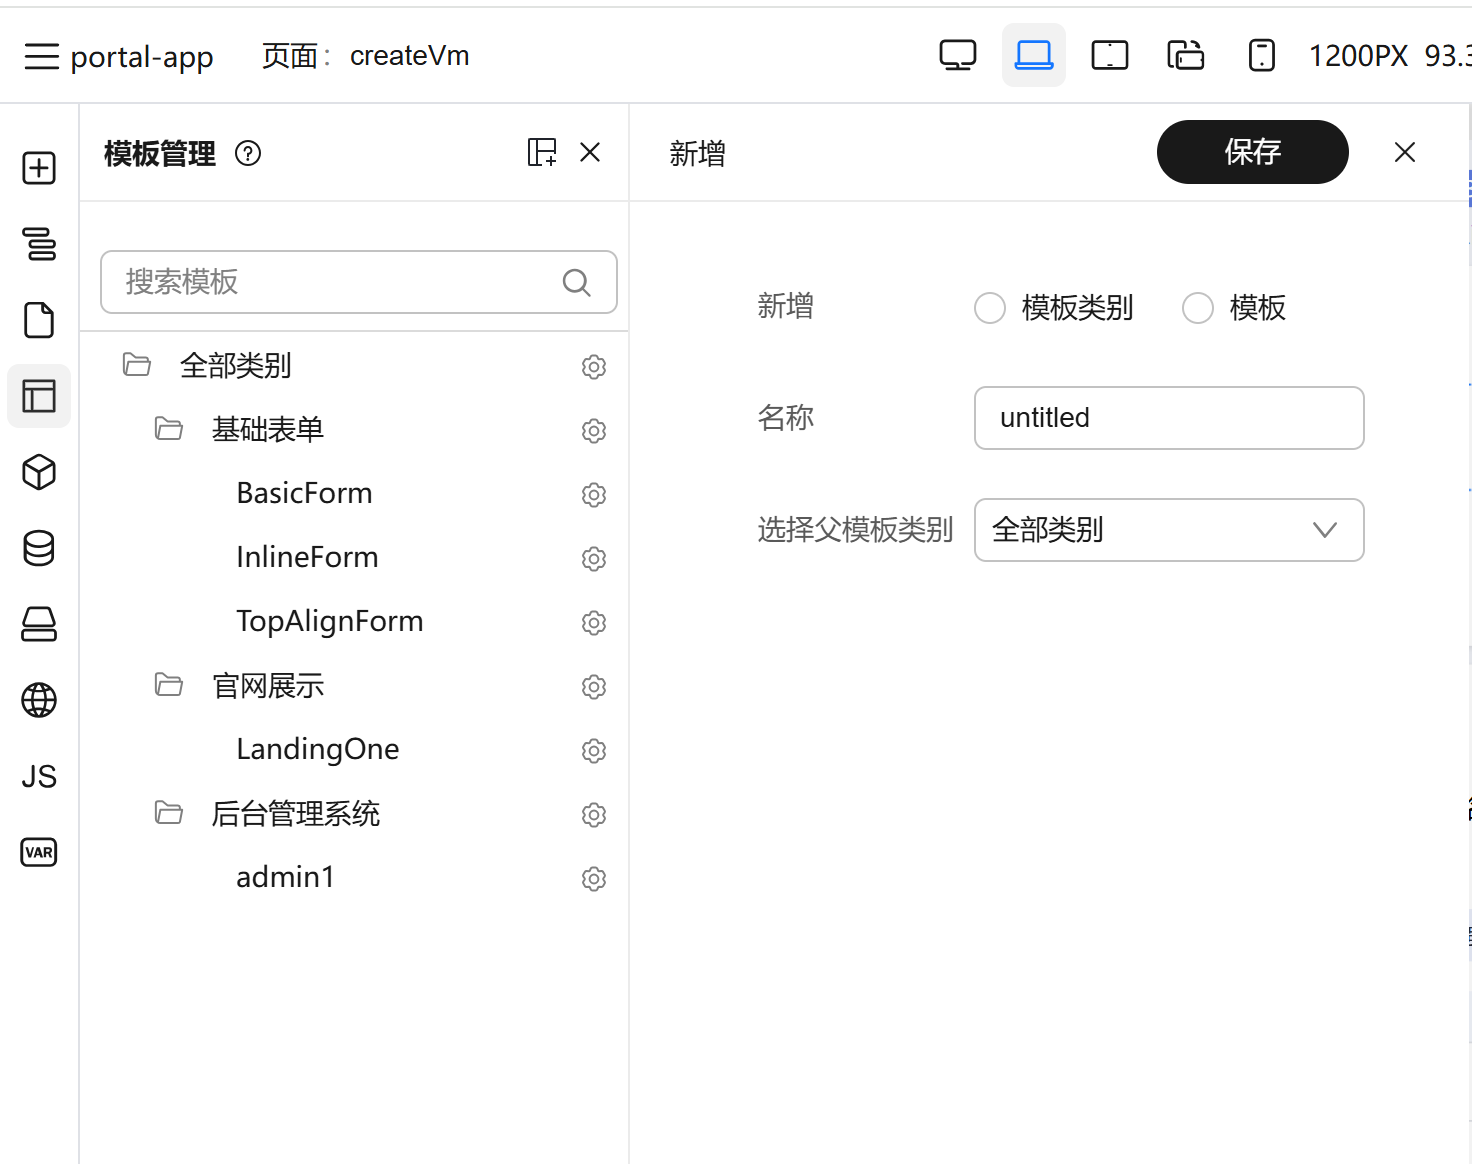 portal-app 页面： createVm 1200PX 93.3
模板管理
新增 保存
搜索模板
全部类别
基础表单
BasicForm
InlineForm
TopAlignForm
官网展示
LandingOne
后台管理系统
admin1
JS
VAR
新增 模板类别 模板
名称 untitled
选择父模板类别 全部类别